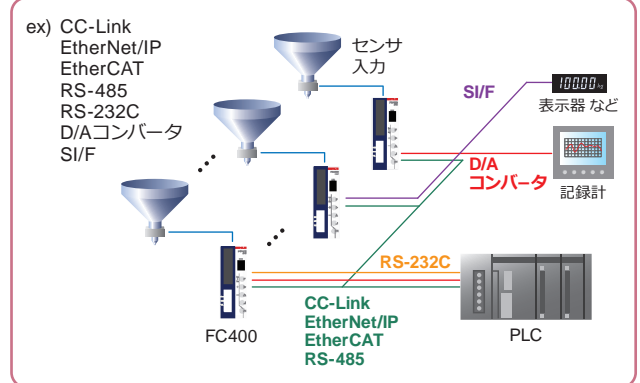 ex) CC-Link
EtherNet/IP
EtherCAT
RS-485
RS-232C
D/Aコンバータ
SI/F
センサ
入力
SI/F
100.00 kg
表示器 など
D/A
コンバータ
記録計
RS-232C
CC-Link
EtherNet/IP
EtherCAT
RS-485
FC400
PLC